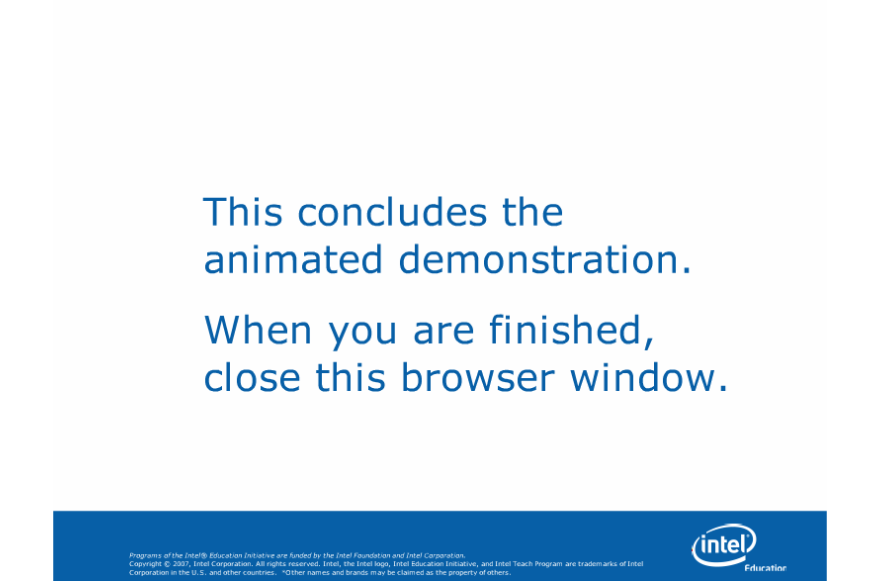 This concludes the
animated demonstration.
When you are finished,
close this browser window.
Programs of the Intel® Education Initiative are funded by the Intel Foundation and Intel Corporation.
Copyright © 2007, Intel Corporation. All rights reserved. Intel, the Intel logo, Intel Education Initiative, and Intel Teach Program are trademarks of Intel
Corporation in the U.S. and other countries. *Other names and brands may be claimed as the property of others.
intel
Education